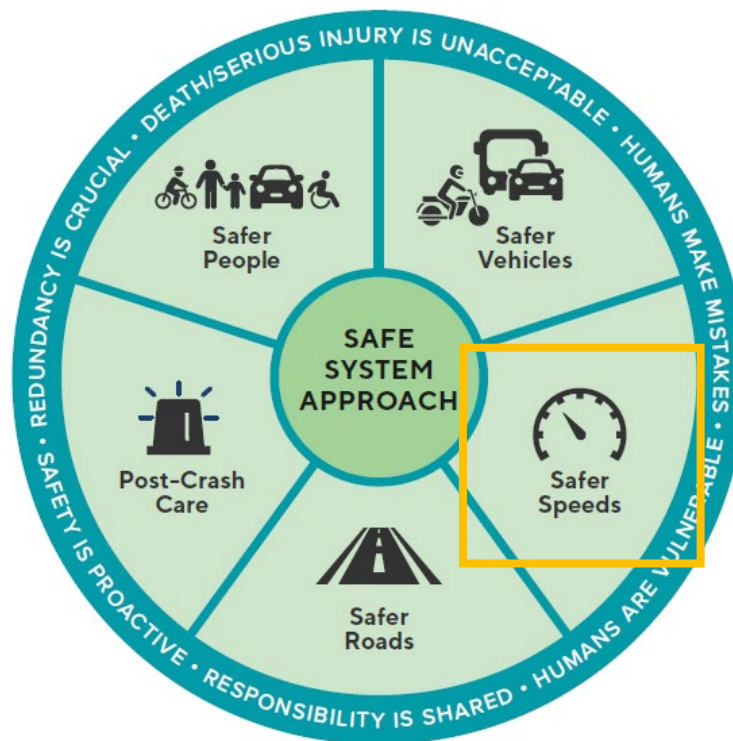 DEATH/SERIOUS INJURY IS UNACCEPTABLE • HUMANS MAKE MISTAKES • HUMANS ARE VULNERABLE • RESPONSIBILITY IS SHARED • SAFETY IS PROACTIVE • REDUNDANCY IS CRUCIAL •
Safer
People
Safer
Vehicles
SAFE
SYSTEM
APPROACH
Safer
Speeds
Post-Crash
Care
Safer
Roads